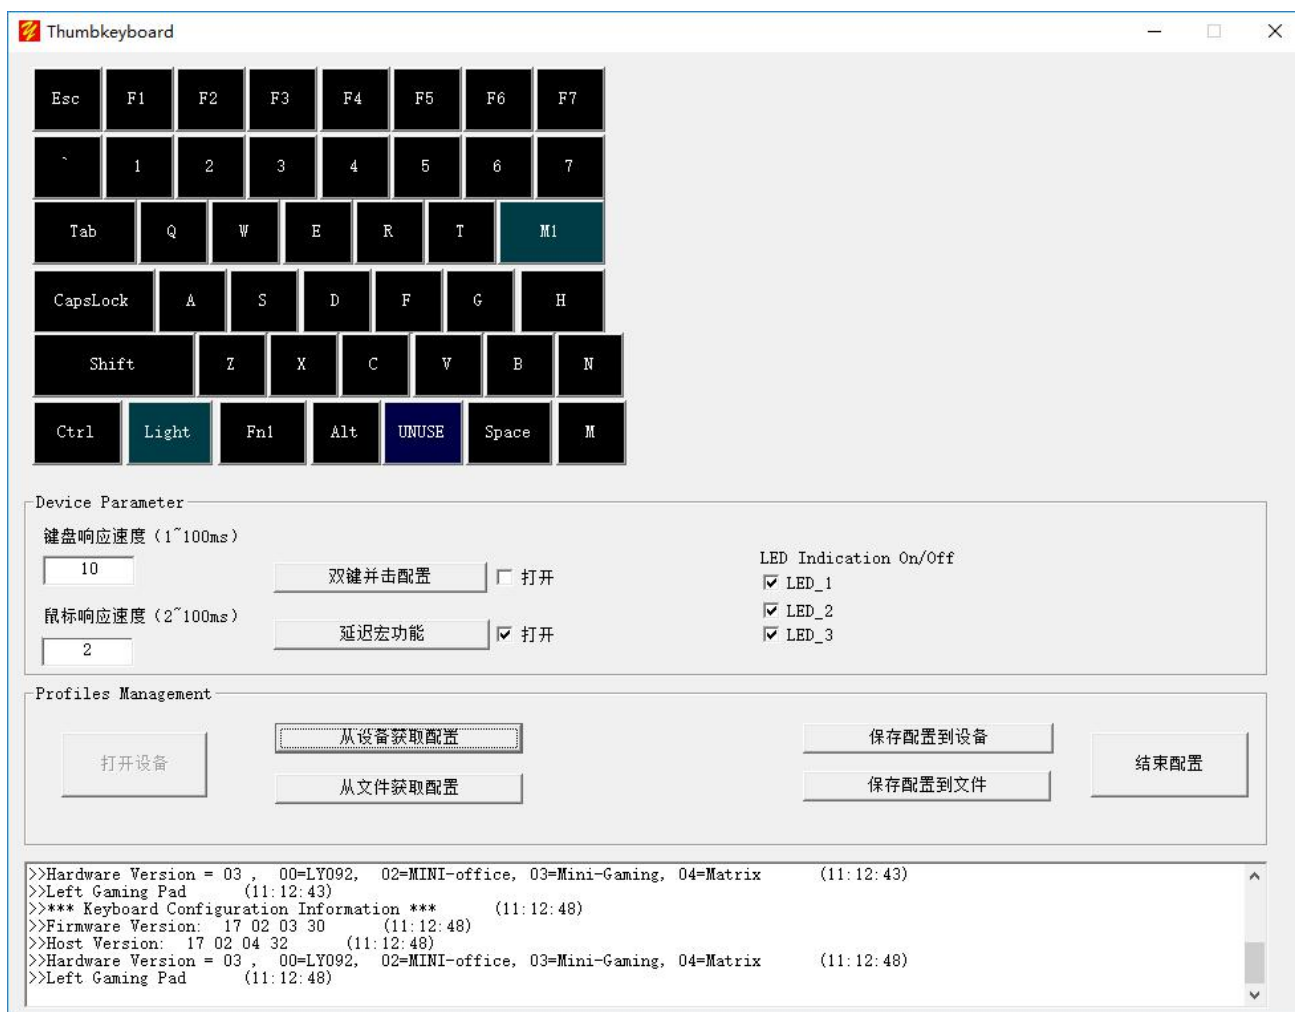 Thumbkeyboard
Esc F1 F2 F3 F4 F5 F6 F7
` 1 2 3 4 5 6 7
Tab Q W E R T M1
CapsLock A S D F G H
Shift Z X C V B N
Ctrl Light Fn1 Alt UNUSE Space M
Device Parameter
键盘响应速度（1~100ms）
10
双键并击配置 打开
鼠标响应速度（2~100ms）
2
延迟宏功能 打开
LED Indication On/Off
LED_1
LED_2
LED_3
Profiles Management
打开设备
从设备获取配置
从文件获取配置
保存配置到设备
保存配置到文件
结束配置
>>Hardware Version = 03 , 00=LY092, 02=MINI-office, 03=Mini-Gaming, 04=Matrix (11:12:43)
>>Left Gaming Pad (11:12:43)
>>*** Keyboard Configuration Information *** (11:12:48)
>>Firmware Version: 17 02 03 30 (11:12:48)
>>Host Version: 17 02 04 32 (11:12:48)
>>Hardware Version = 03 , 00=LY092, 02=MINI-office, 03=Mini-Gaming, 04=Matrix (11:12:48)
>>Left Gaming Pad (11:12:48)